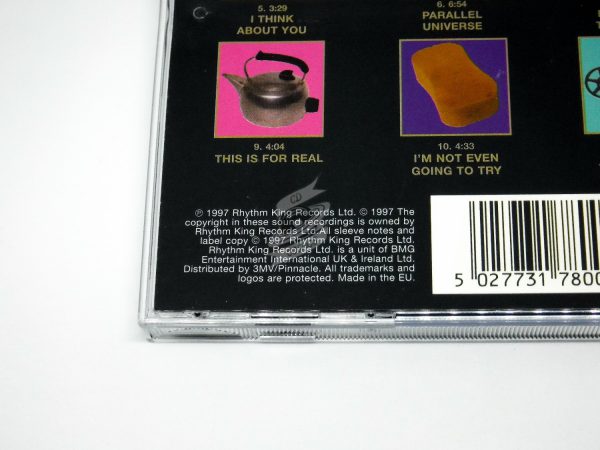 5. 3:29
I THINK
ABOUT YOU
6. 6:54
PARALLEL
UNIVERSE
9. 4:04
THIS IS FOR REAL
10. 4:33
I'M NOT EVEN
GOING TO TRY
CD
℗ 1997 Rhythm King Records Ltd. © 1997 The
copyright in these sound recordings is owned by
Rhythm King Records Ltd.All sleeve notes and
label copy © 1997 Rhythm King Records Ltd.
Rhythm King Records Ltd. is a unit of BMG
Entertainment International UK & Ireland Ltd.
Distributed by 3MV/Pinnacle. All trademarks and
logos are protected. Made in the EU.
5 027731 7800